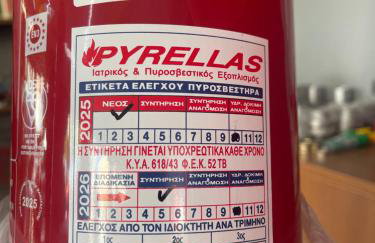 PYRELLAS
Ιατρικός & Πυροσβεστικός Εξοπλισμός
ΕΤΙΚΕΤΑ ΕΛΕΓΧΟΥ ΠΥΡΟΣΒΕΣΤΗΡΑ
2025 ΝΕΟΣ ΣΥΝΤΗΡΗΣΗ ΣΥΝΤΗΡΗΣΗ ΑΝΑΓΟΜΩΣΗ ΥΔΡ. ΔΟΚΙΜΗ ΑΝΑΓΟΜΩΣΗ
1 2 3 4 5 6 7 8 9 11 12
Η ΣΥΝΤΗΡΗΣΗ ΓΙΝΕΤΑΙ ΥΠΟΧΡΕΩΤΙΚΑ ΚΑΘΕ ΧΡΟΝΟ
Κ.Υ.Α. 618/43 Φ.Ε.Κ. 52 ΤΒ
2026 ΕΠΟΜΕΝΗ ΔΙΑΔΙΚΑΣΙΑ ΣΥΝΤΗΡΗΣΗ ΣΥΝΤΗΡΗΣΗ ΑΝΑΓΟΜΩΣΗ ΥΔΡ. ΔΟΚΙΜΗ ΑΝΑΓΟΜΩΣΗ
1 2 3 4 5 6 7 8 9 11 12
ΕΛΕΓΧΟΣ ΑΠΟ ΤΟΝ ΙΔΙΟΚΤΗΤΗ ΑΝΑ ΤΡΙΜΗΝΟ
1ος 2ος 3ος
2025